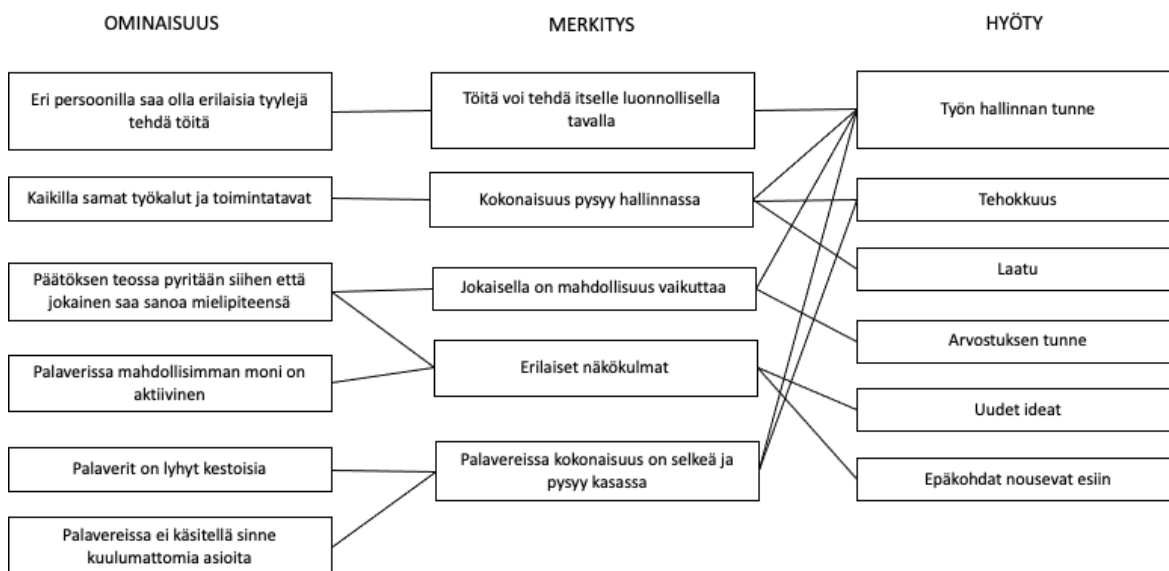 OMINAISUUS
MERKITYS
HYÖTY
Eri persoonilla saa olla erilaisia tyylejä
tehdä töitä
Töitä voi tehdä itselle luonnollisella
tavalla
Työn hallinnan tunne
Kaikilla samat työkalut ja toimintatavat
Kokonaisuus pysyy hallinnassa
Tehokkuus
Päätöksen teossa pyritään siihen että
jokainen saa sanoa mielipiteensä
Jokaisella on mahdollisuus vaikuttaa
Laatu
Arvostuksen tunne
Palaverissa mahdollisimman moni on
aktiivinen
Erilaiset näkökulmat
Uudet ideat
Palaverit on lyhyt kestoisia
Palavereissa kokonaisuus on selkeä ja
pysyy kasassa
Epäkohdat nousevat esiin
Palavereissa ei käsitellä sinne
kuulumattomia asioita